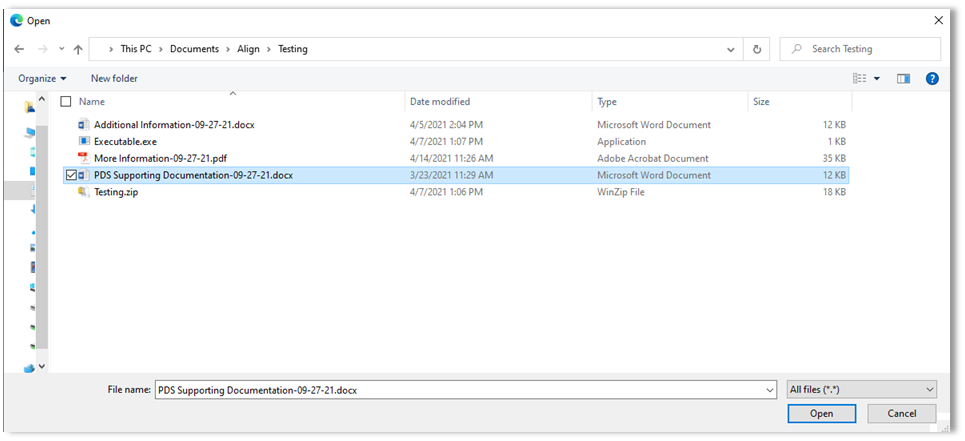 Open
This PC > Documents > Align > Testing
Search Testing
Organize
New folder
Name Date modified Type Size
Additional Information-09-27-21.docx 4/5/2021 2:04 PM Microsoft Word Document 12 KB
Executable.exe 4/7/2021 1:07 PM Application 1 KB
More Information-09-27-21.pdf 4/14/2021 11:26 AM Adobe Acrobat Document 35 KB
PDS Supporting Documentation-09-27-21.docx 3/23/2021 11:29 AM Microsoft Word Document 12 KB
Testing.zip 4/7/2021 1:06 PM WinZip File 18 KB
File name: PDS Supporting Documentation-09-27-21.docx All files (*.*)
Open Cancel